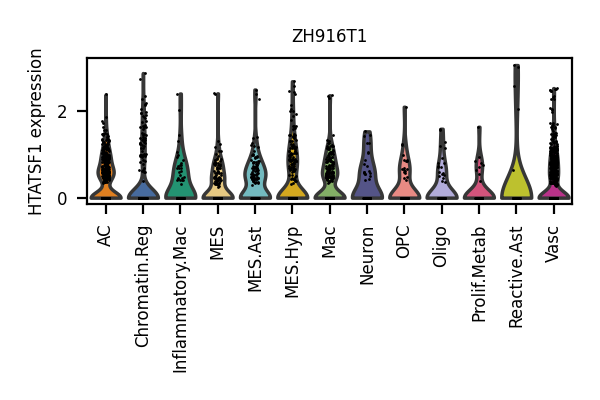 ZH916T1
HTATSF1 expression
2
0
AC
Chromatin.Reg
Inflammatory.Mac
MES
MES.Ast
MES.Hyp
Mac
Neuron
OPC
Oligo
Prolif.Metab
Reactive.Ast
Vasc